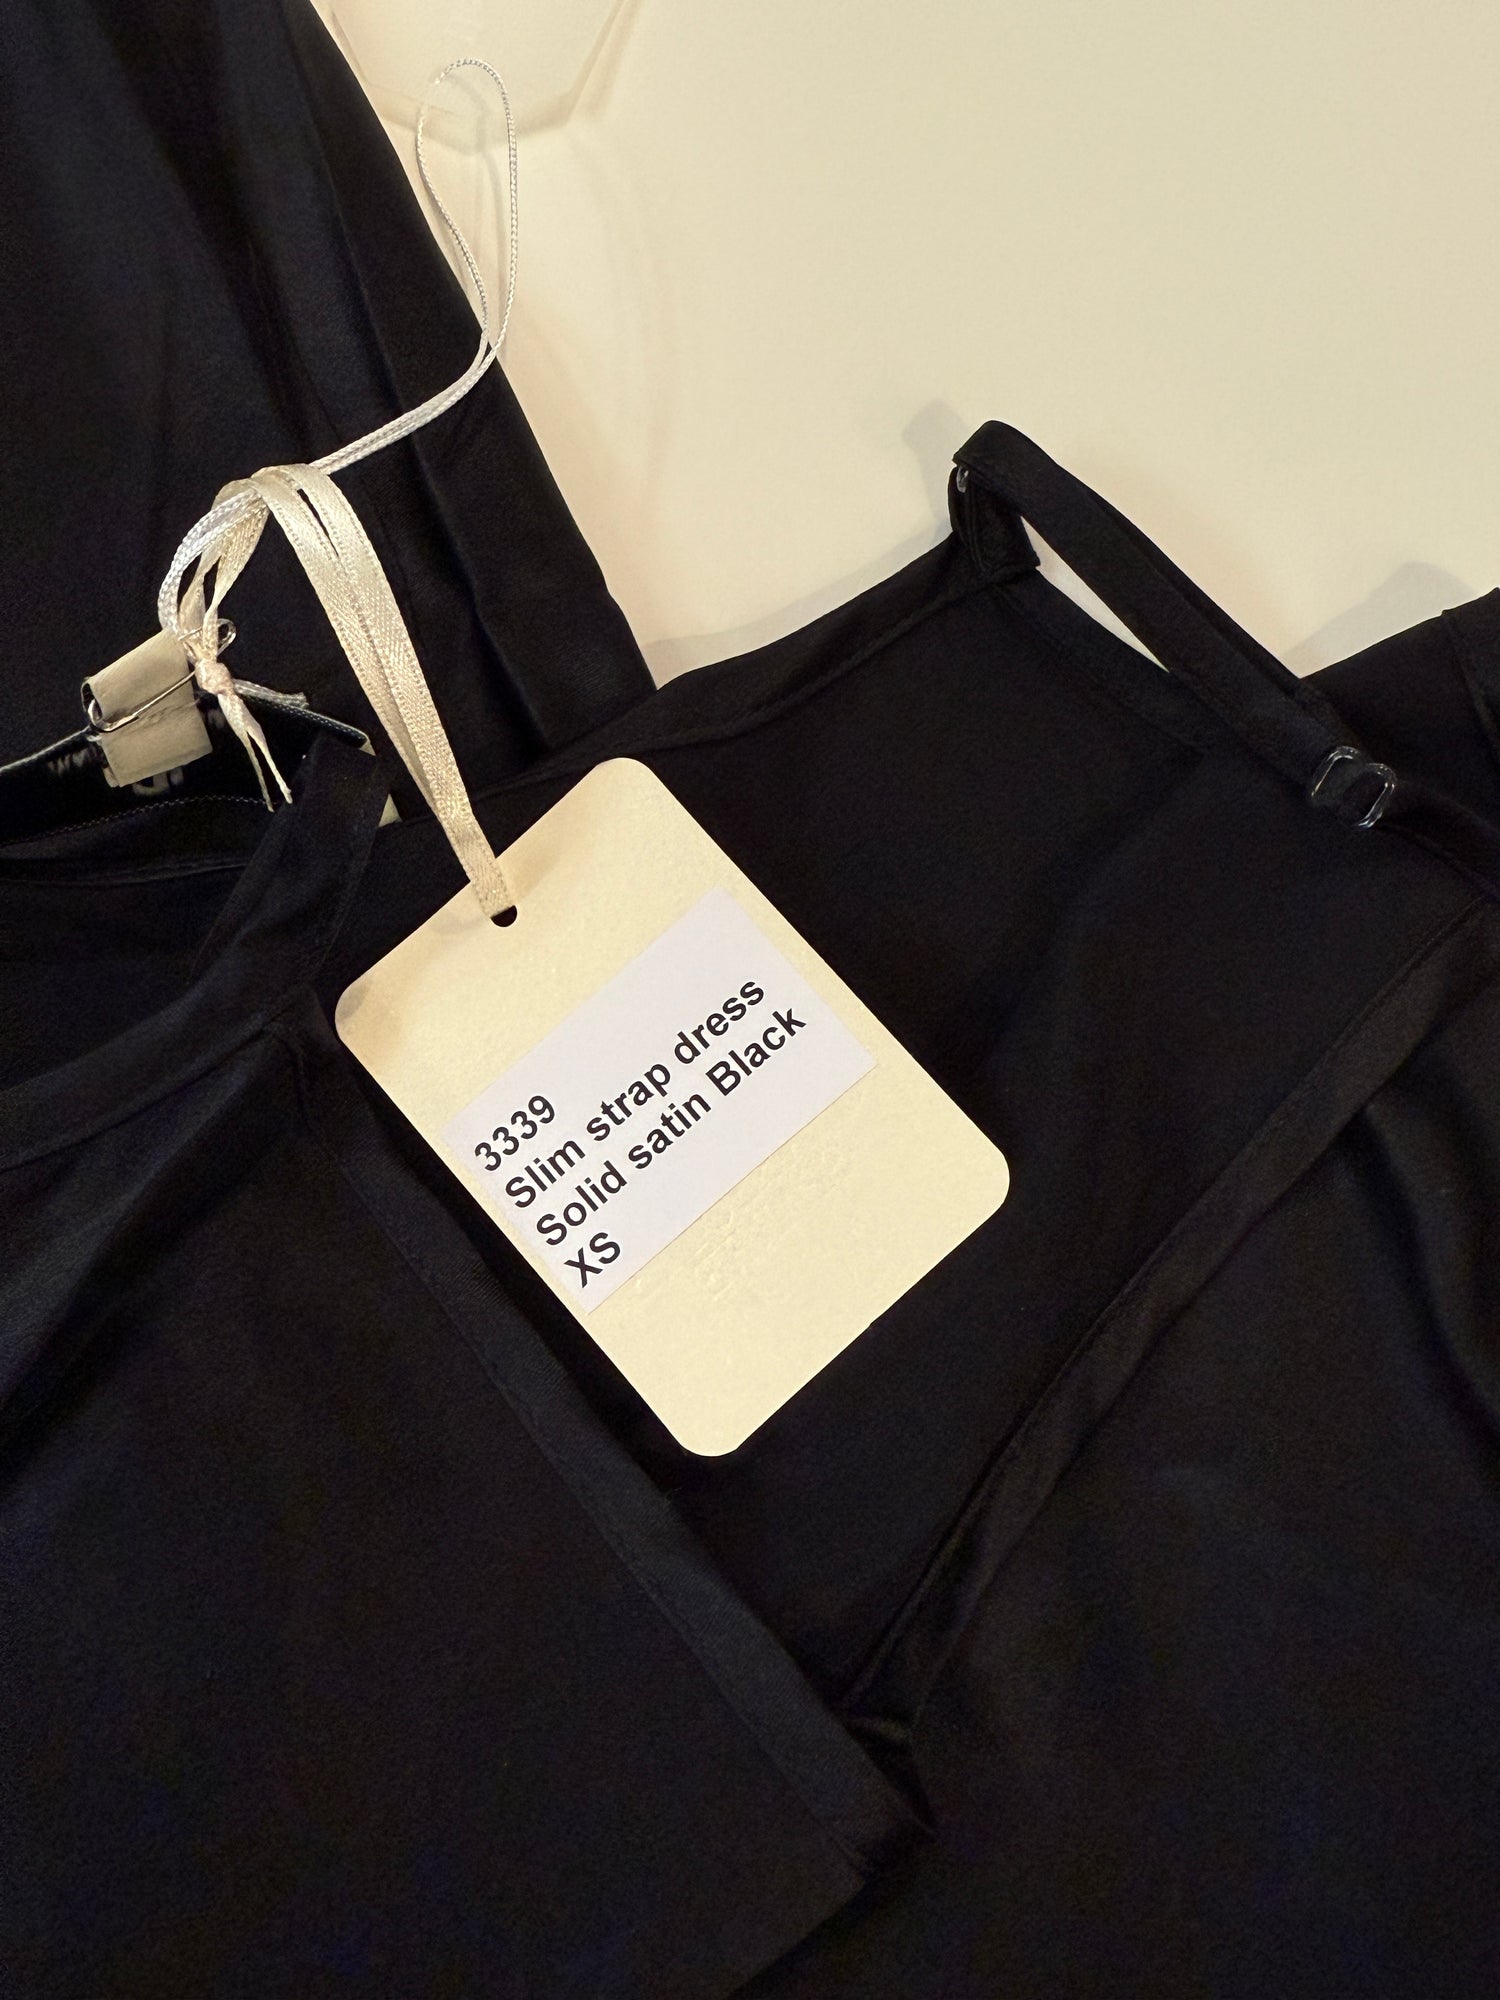 3339
Slim strap dress
Solid satin Black
XS